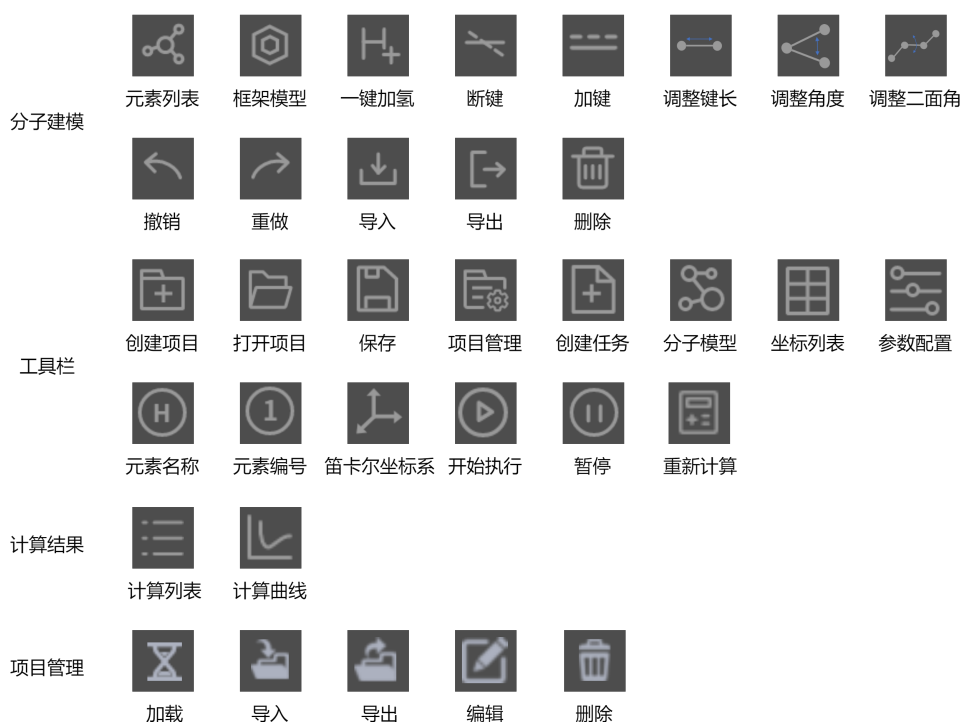 元素列表 框架模型 一键加氢 断键 加键 调整键长 调整角度 调整二面角
分子建模
撤销 重做 导入 导出 删除
创建项目 打开项目 保存 项目管理 创建任务 分子模型 坐标列表 参数配置
工具栏
H 1
元素名称 元素编号 笛卡尔坐标系 开始执行 暂停 重新计算
计算结果
计算列表 计算曲线
项目管理
加载 导入 导出 编辑 删除